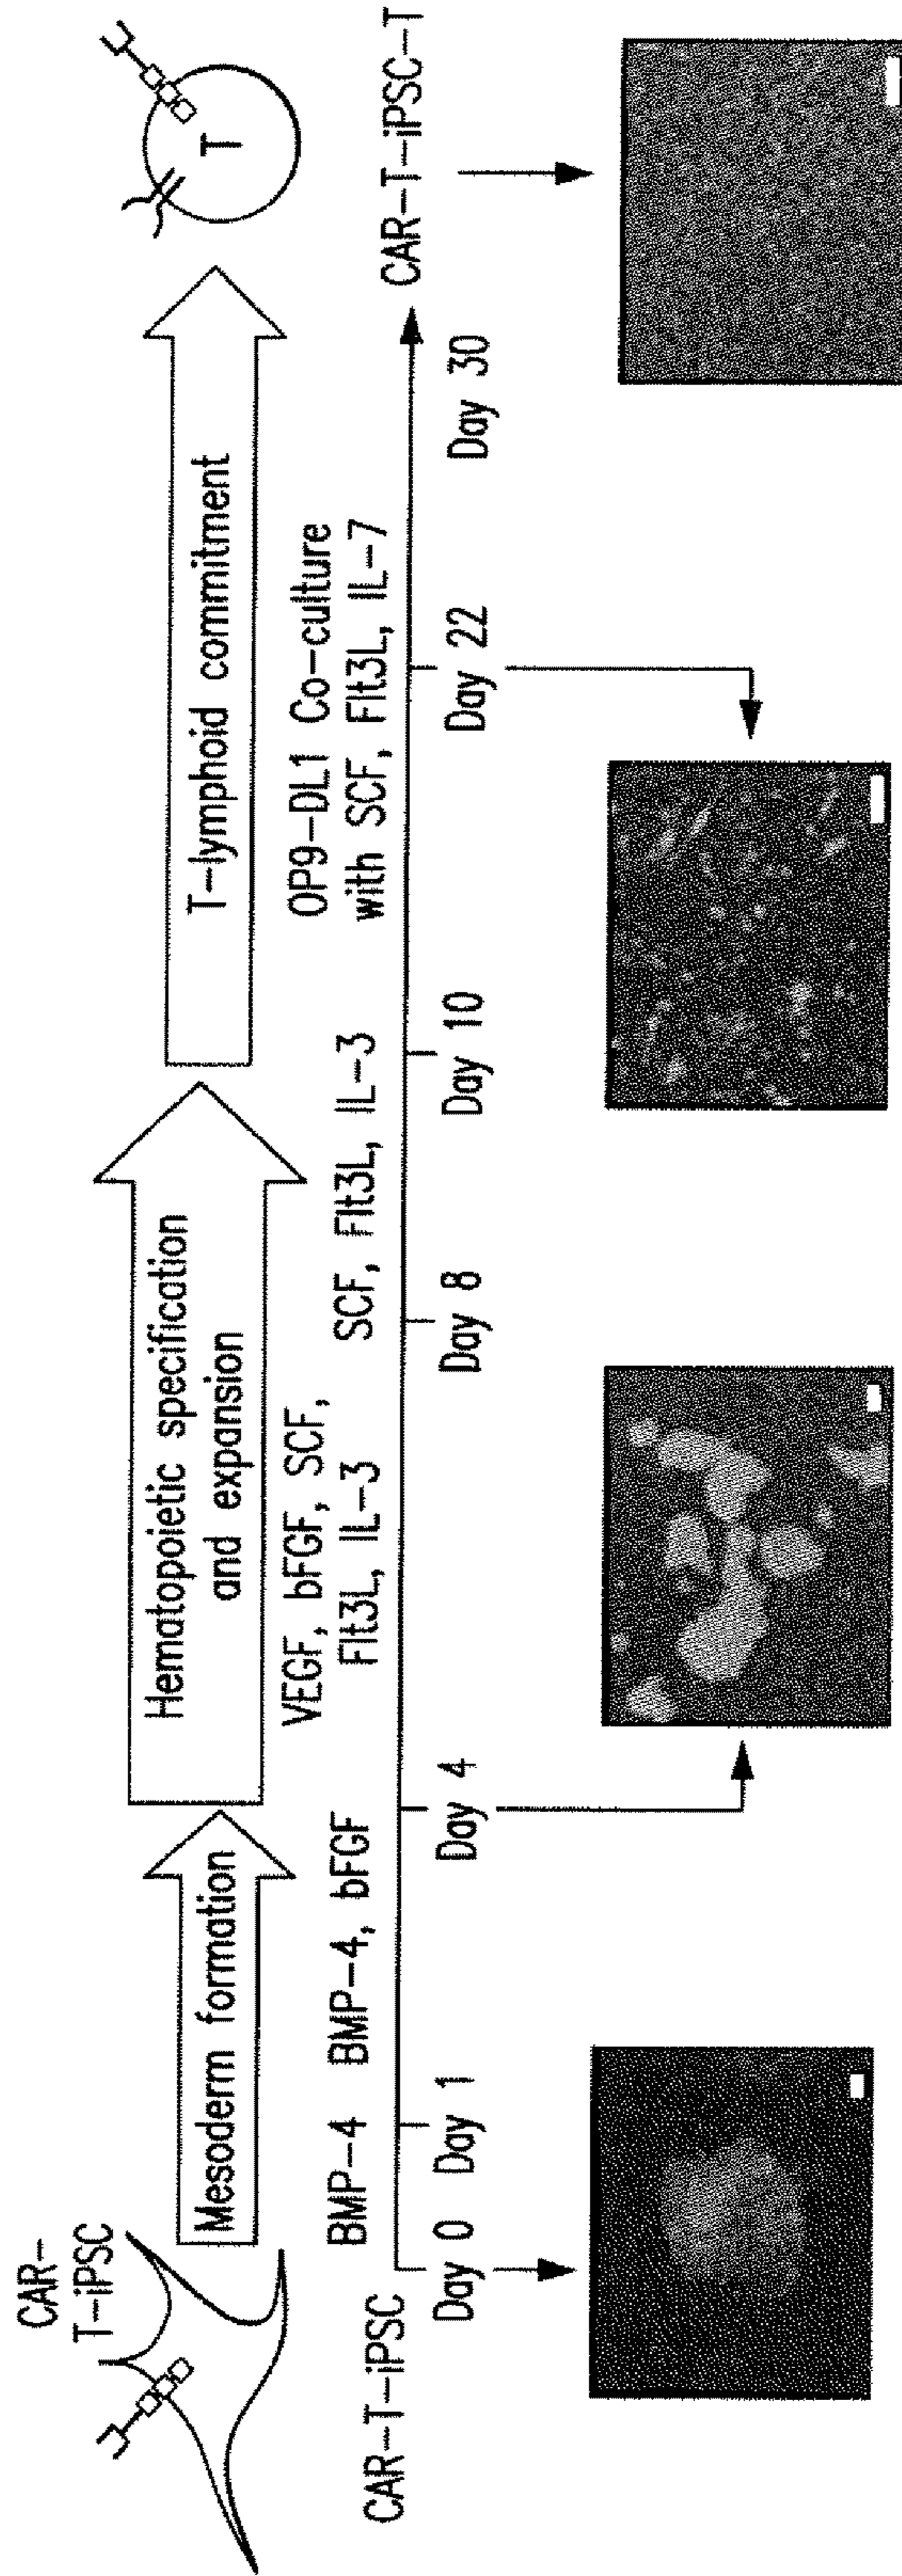 CAR-
T-iPSC
Mesoderm formation
Hematopoietic specification
and expansion
T-lymphoid commitment
T
BMP-4
BMP-4, bFGF
VEGF, bFGF, SCF,
Flt3L, IL-3
SCF, Flt3L, IL-3
OP9-DL1 Co-culture
with SCF, Flt3L, IL-7
CAR-T-iPSC
CAR-T-iPSC-T
Day 0
Day 1
Day 4
Day 8
Day 10
Day 22
Day 30